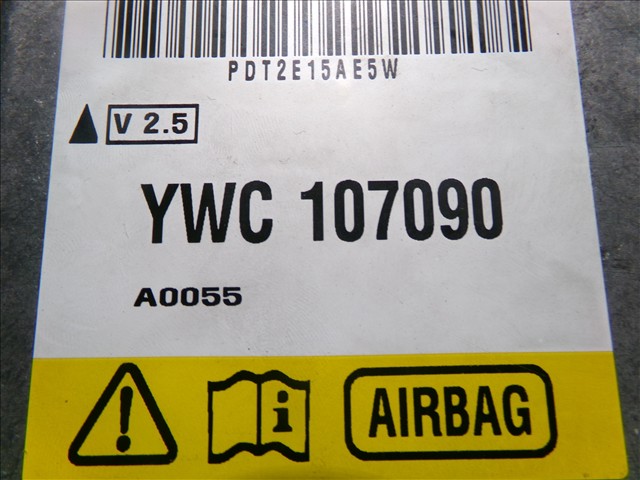 PDT2E15AE5W
V 2.5
YWC 107090
A0055
i AIRBAG